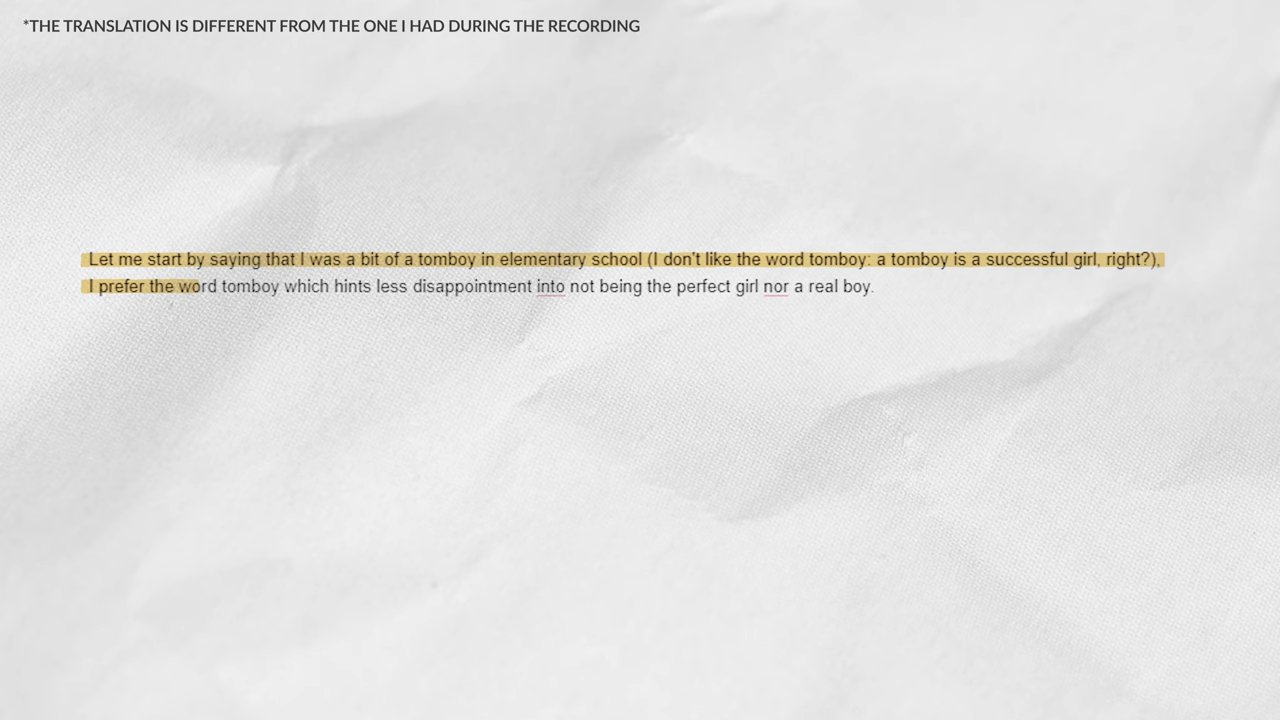 *THE TRANSLATION IS DIFFERENT FROM THE ONE I HAD DURING THE RECORDING
Let me start by saying that I was a bit of a tomboy in elementary school (I don't like the word tomboy: a tomboy is a successful girl, right?),
I prefer the word tomboy which hints less disappointment into not being the perfect girl nor a real boy.